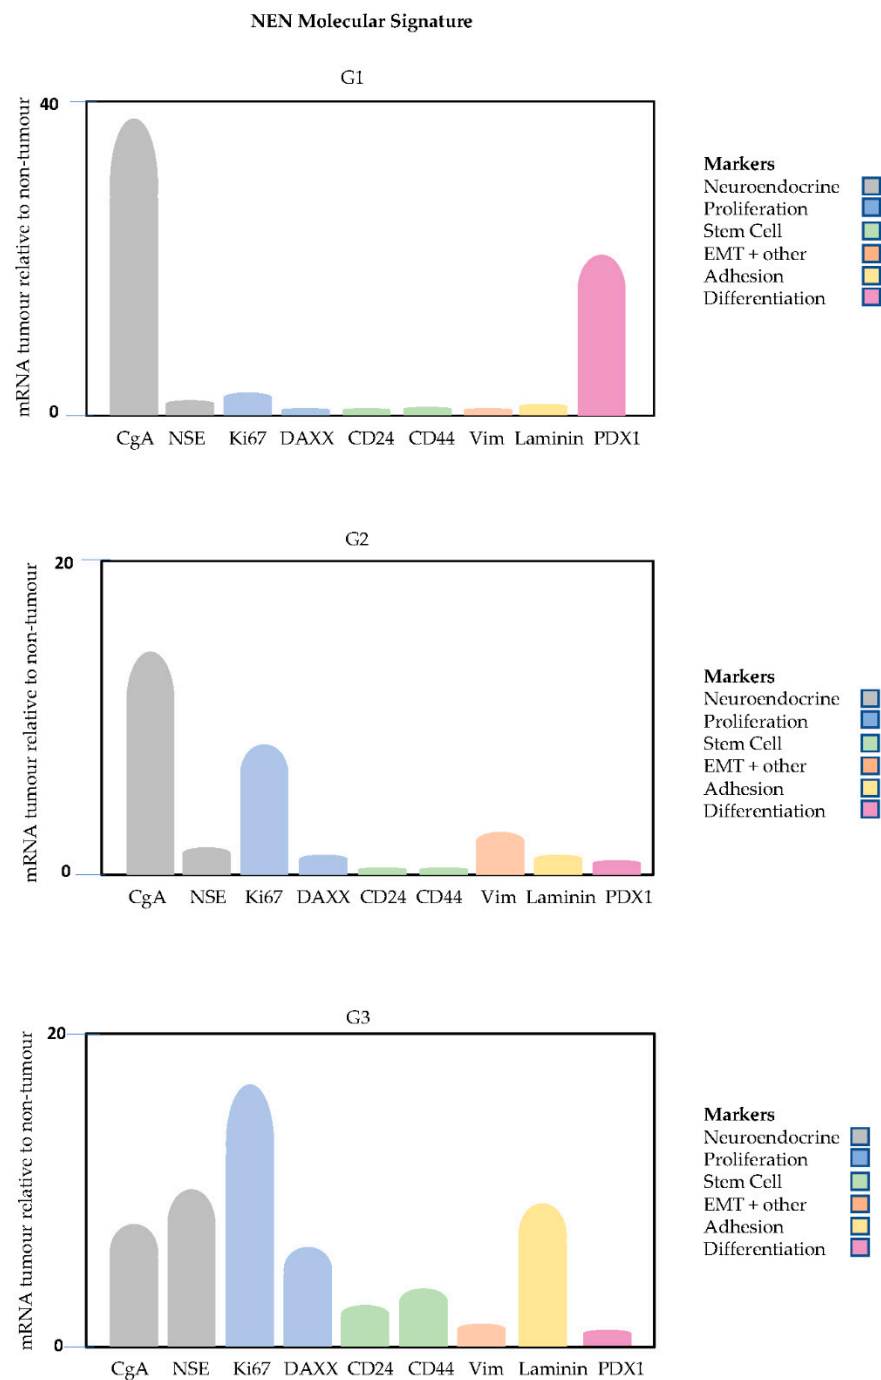 NEN Molecular Signature
G1
mRNA tumour relative to non-tumour
40
0
CgA NSE Ki67 DAXX CD24 CD44 Vim Laminin PDX1
Markers
Neuroendocrine
Proliferation
Stem Cell
EMT + other
Adhesion
Differentiation
G2
mRNA tumour relative to non-tumour
20
0
CgA NSE Ki67 DAXX CD24 CD44 Vim Laminin PDX1
Markers
Neuroendocrine
Proliferation
Stem Cell
EMT + other
Adhesion
Differentiation
G3
mRNA tumour relative to non-tumour
20
0
CgA NSE Ki67 DAXX CD24 CD44 Vim Laminin PDX1
Markers
Neuroendocrine
Proliferation
Stem Cell
EMT + other
Adhesion
Differentiation